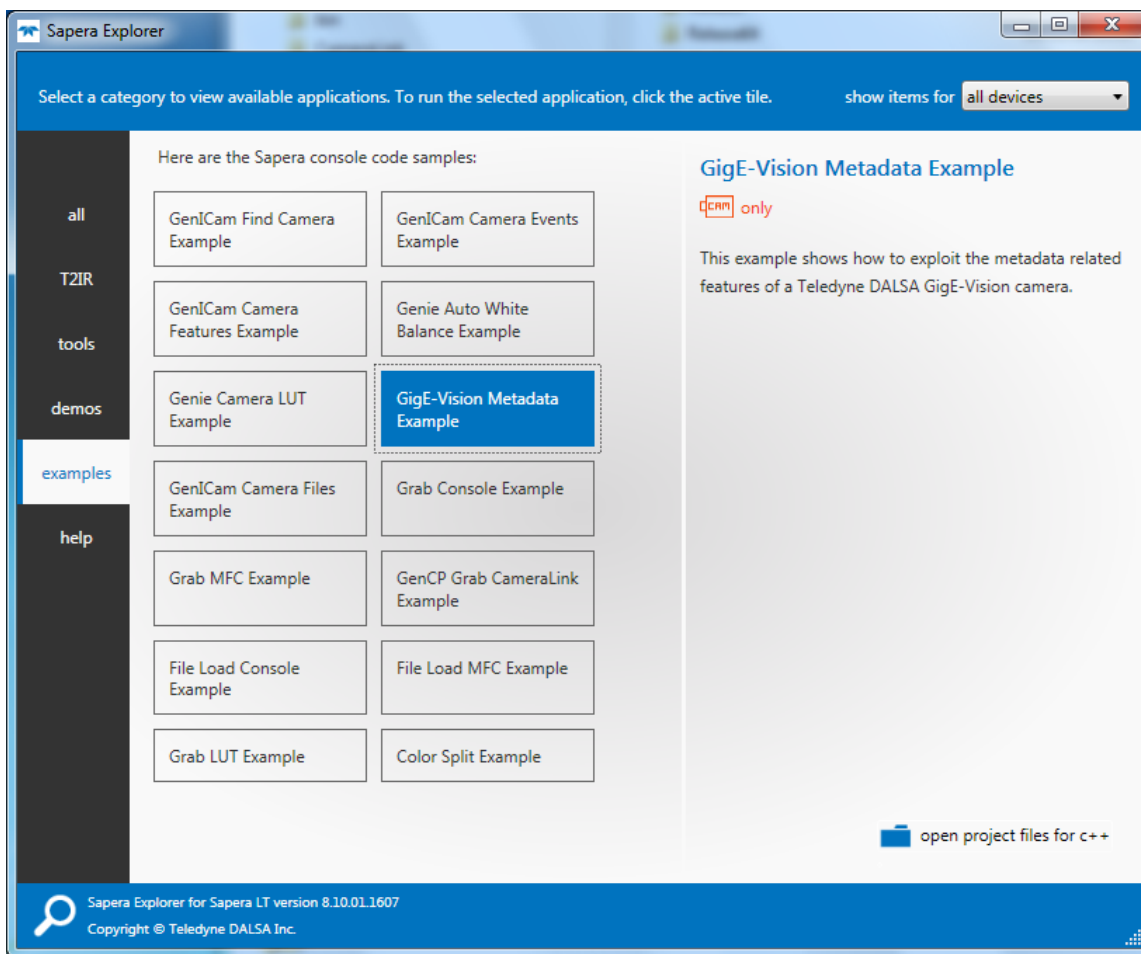 Sapera Explorer
Select a category to view available applications. To run the selected application, click the active tile.
show items for all devices
all
T2IR
tools
demos
examples
help
Here are the Sapera console code samples:
GenICam Find Camera
Example
GenICam Camera Events
Example
GenICam Camera
Features Example
Genie Auto White
Balance Example
Genie Camera LUT
Example
GigE-Vision Metadata
Example
GenICam Camera Files
Example
Grab Console Example
Grab MFC Example
GenCP Grab CameraLink
Example
File Load Console
Example
File Load MFC Example
Grab LUT Example
Color Split Example
GigE-Vision Metadata Example
CAM only
This example shows how to exploit the metadata related
features of a Teledyne DALSA GigE-Vision camera.
open project files for c++
Sapera Explorer for Sapera LT version 8.10.01.1607
Copyright © Teledyne DALSA Inc.